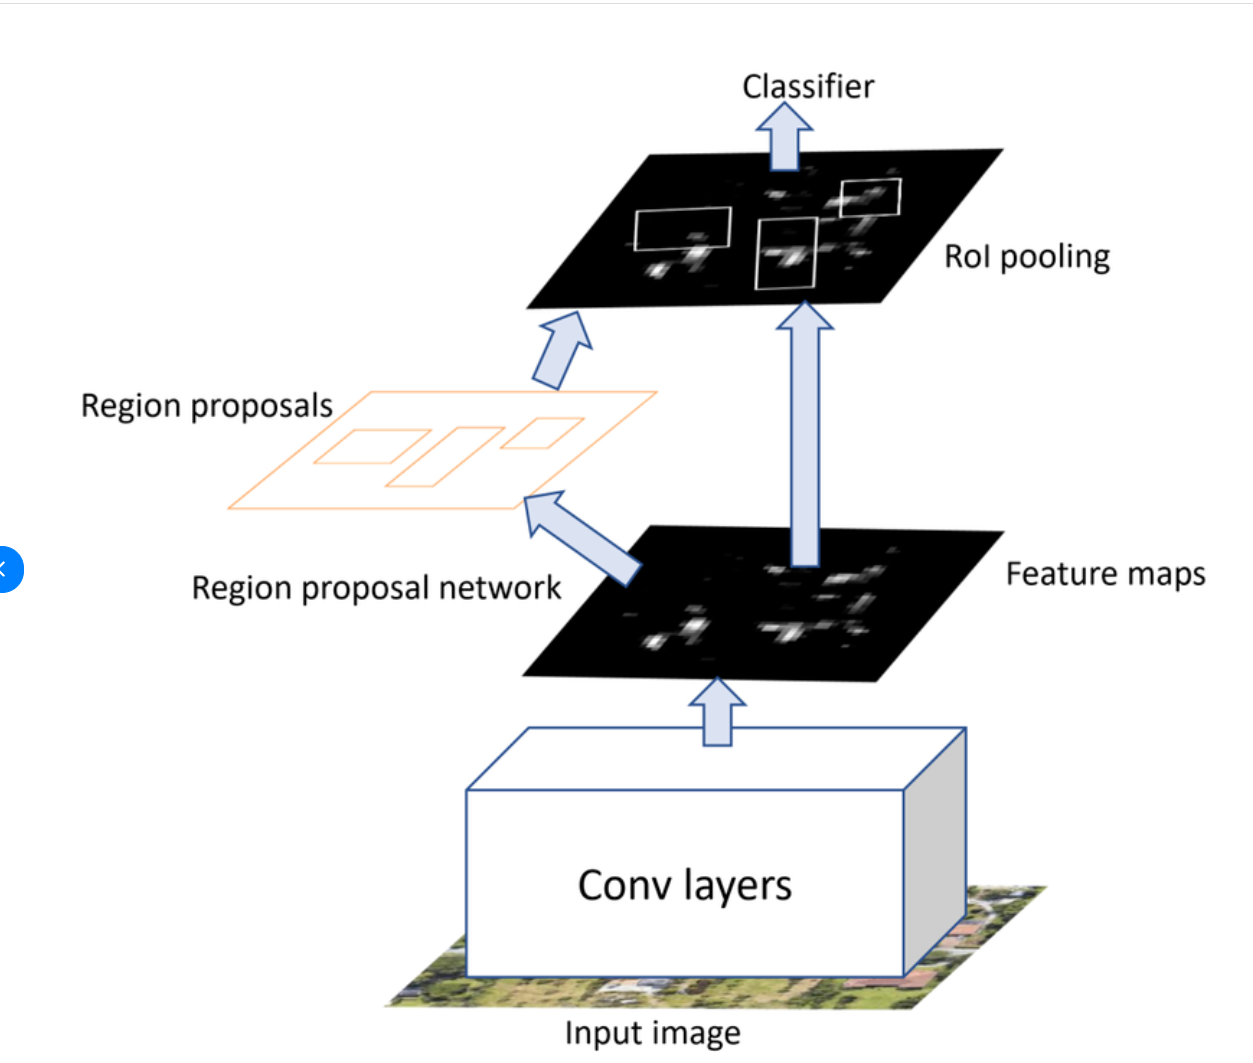 Classifier
RoI pooling
Region proposals
Region proposal network
Feature maps
Conv layers
Input image